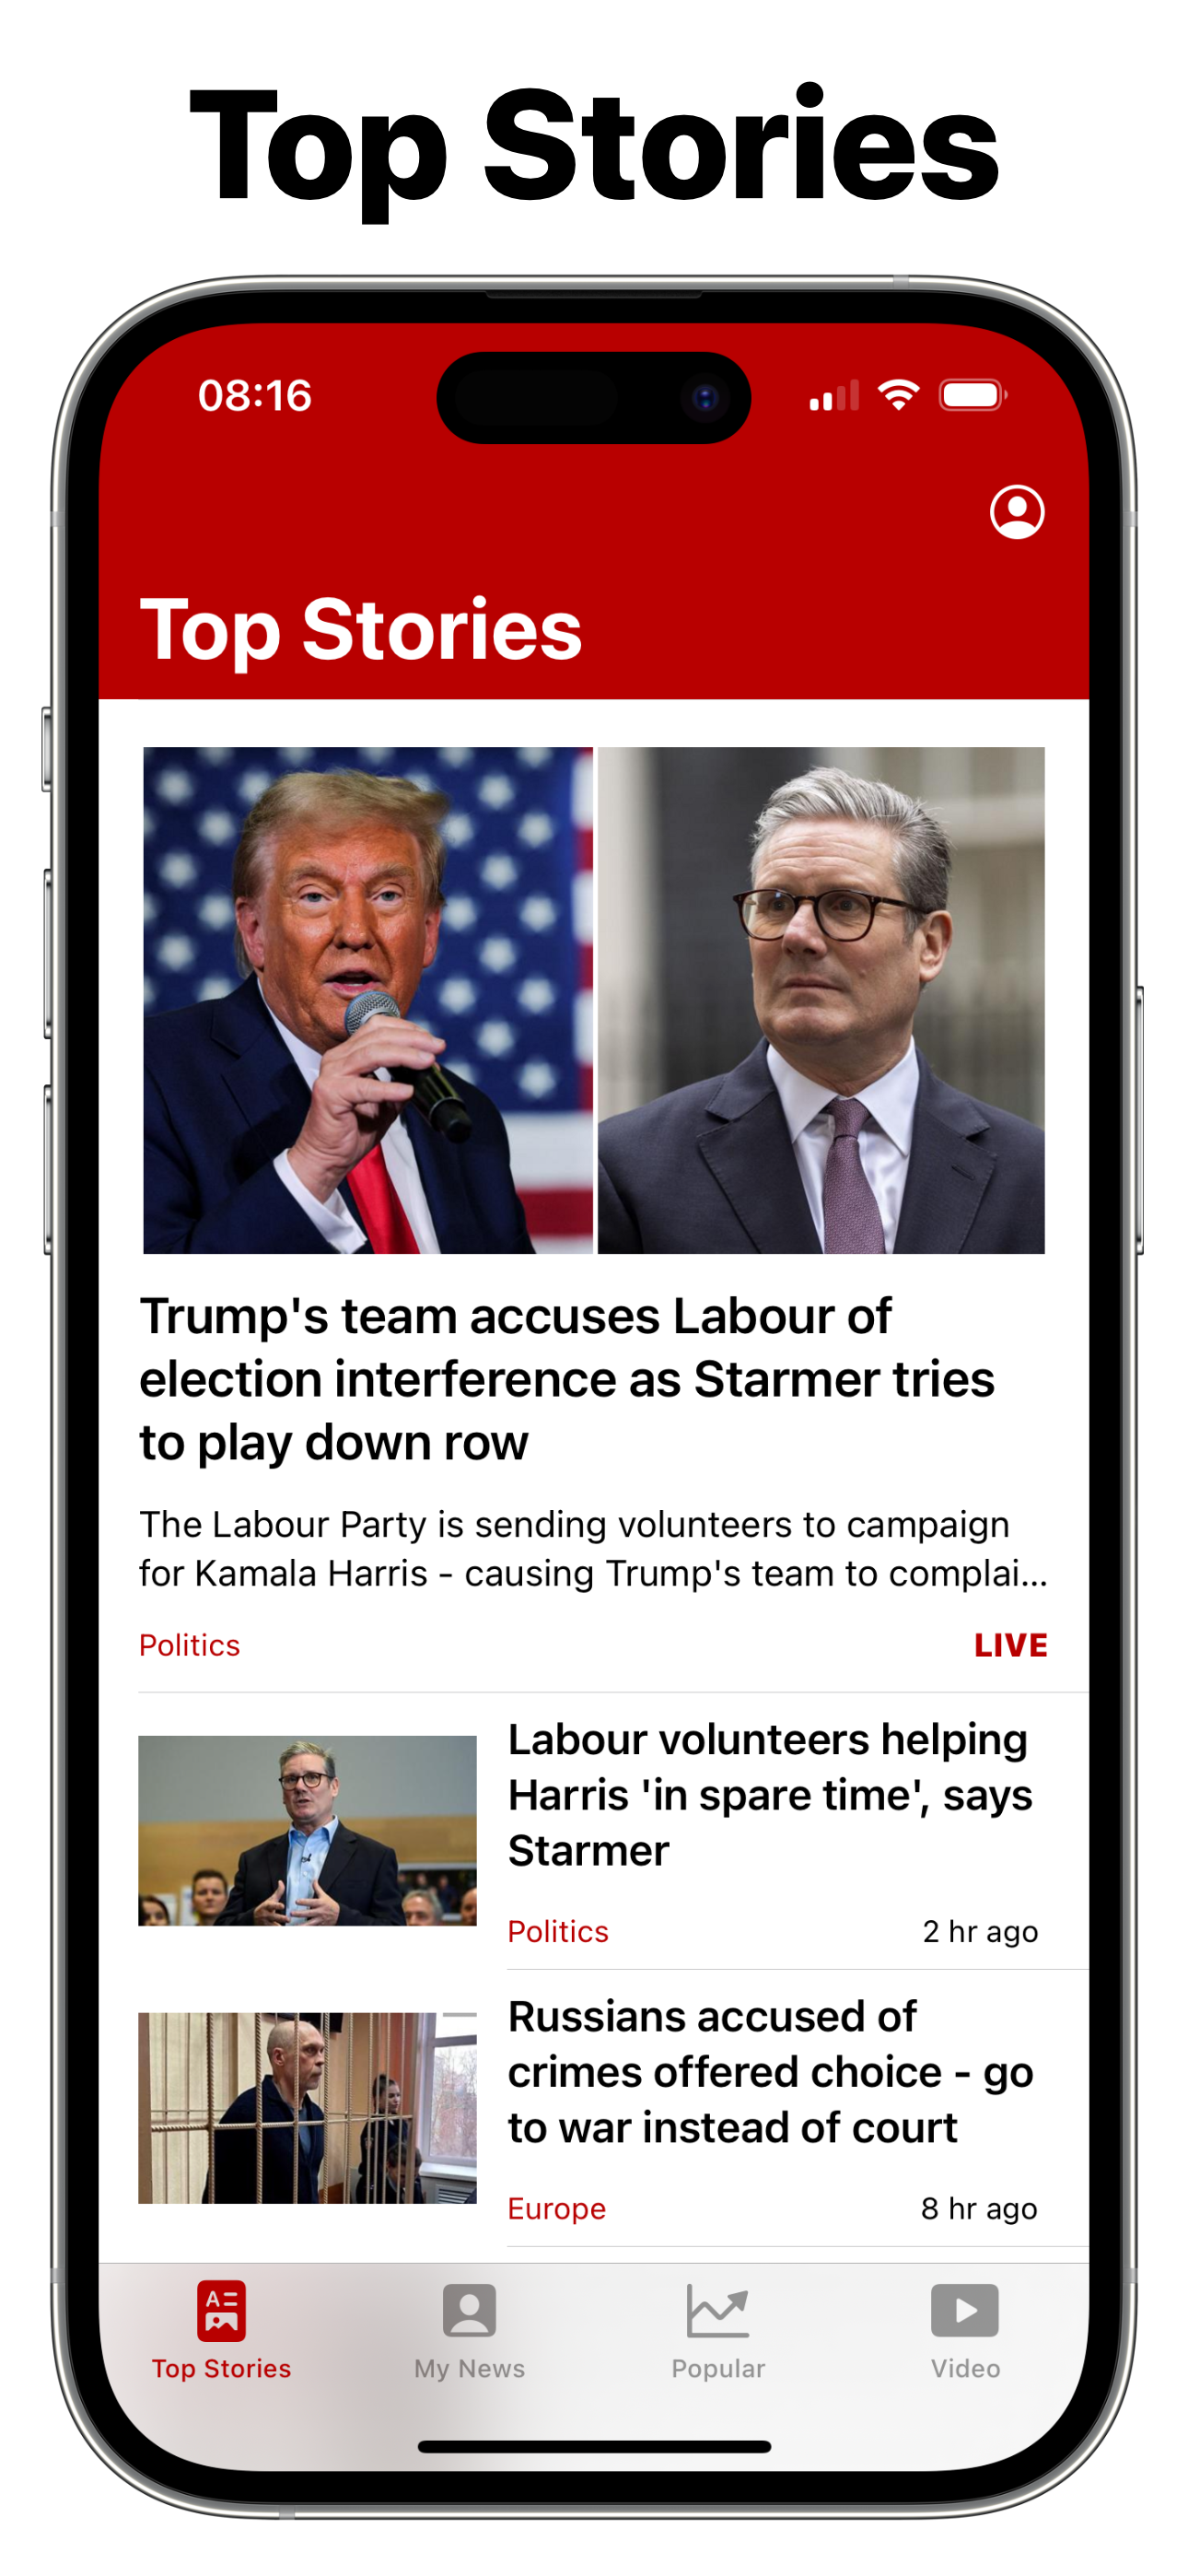 Top Stories
08:16
Top Stories
Trump's team accuses Labour of
election interference as Starmer tries
to play down row
The Labour Party is sending volunteers to campaign
for Kamala Harris - causing Trump's team to complai...
Politics
LIVE
Labour volunteers helping
Harris 'in spare time', says
Starmer
Politics
2 hr ago
Russians accused of
crimes offered choice - go
to war instead of court
Europe
8 hr ago
Top Stories
My News
Popular
Video